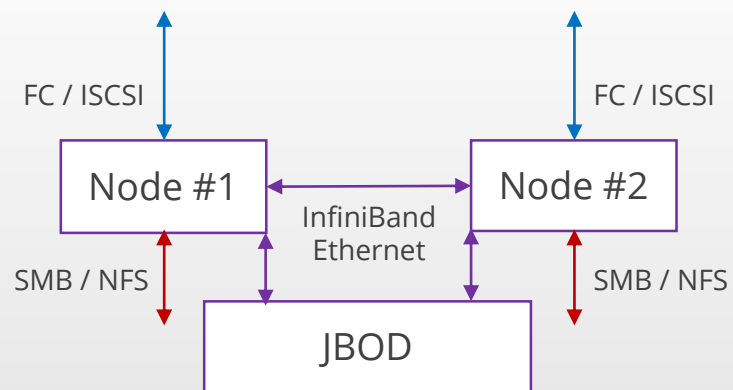 FC / ISCSI
FC / ISCSI
Node #1
Node #2
InfiniBand
Ethernet
SMB / NFS
SMB / NFS
JBOD